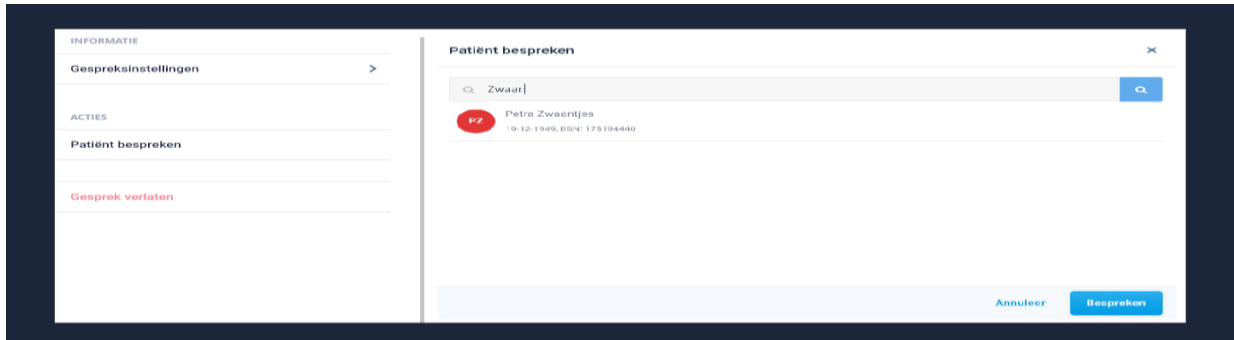 INFORMATIE
Gespreksinstellingen
ACTIES
Patiënt bespreken
Gesprek verlaten
Patiënt bespreken
Zwaar
PZ
Petra Zwaantjes
19-12-1949, BSN: 175194440
Annuleer
Bespreken